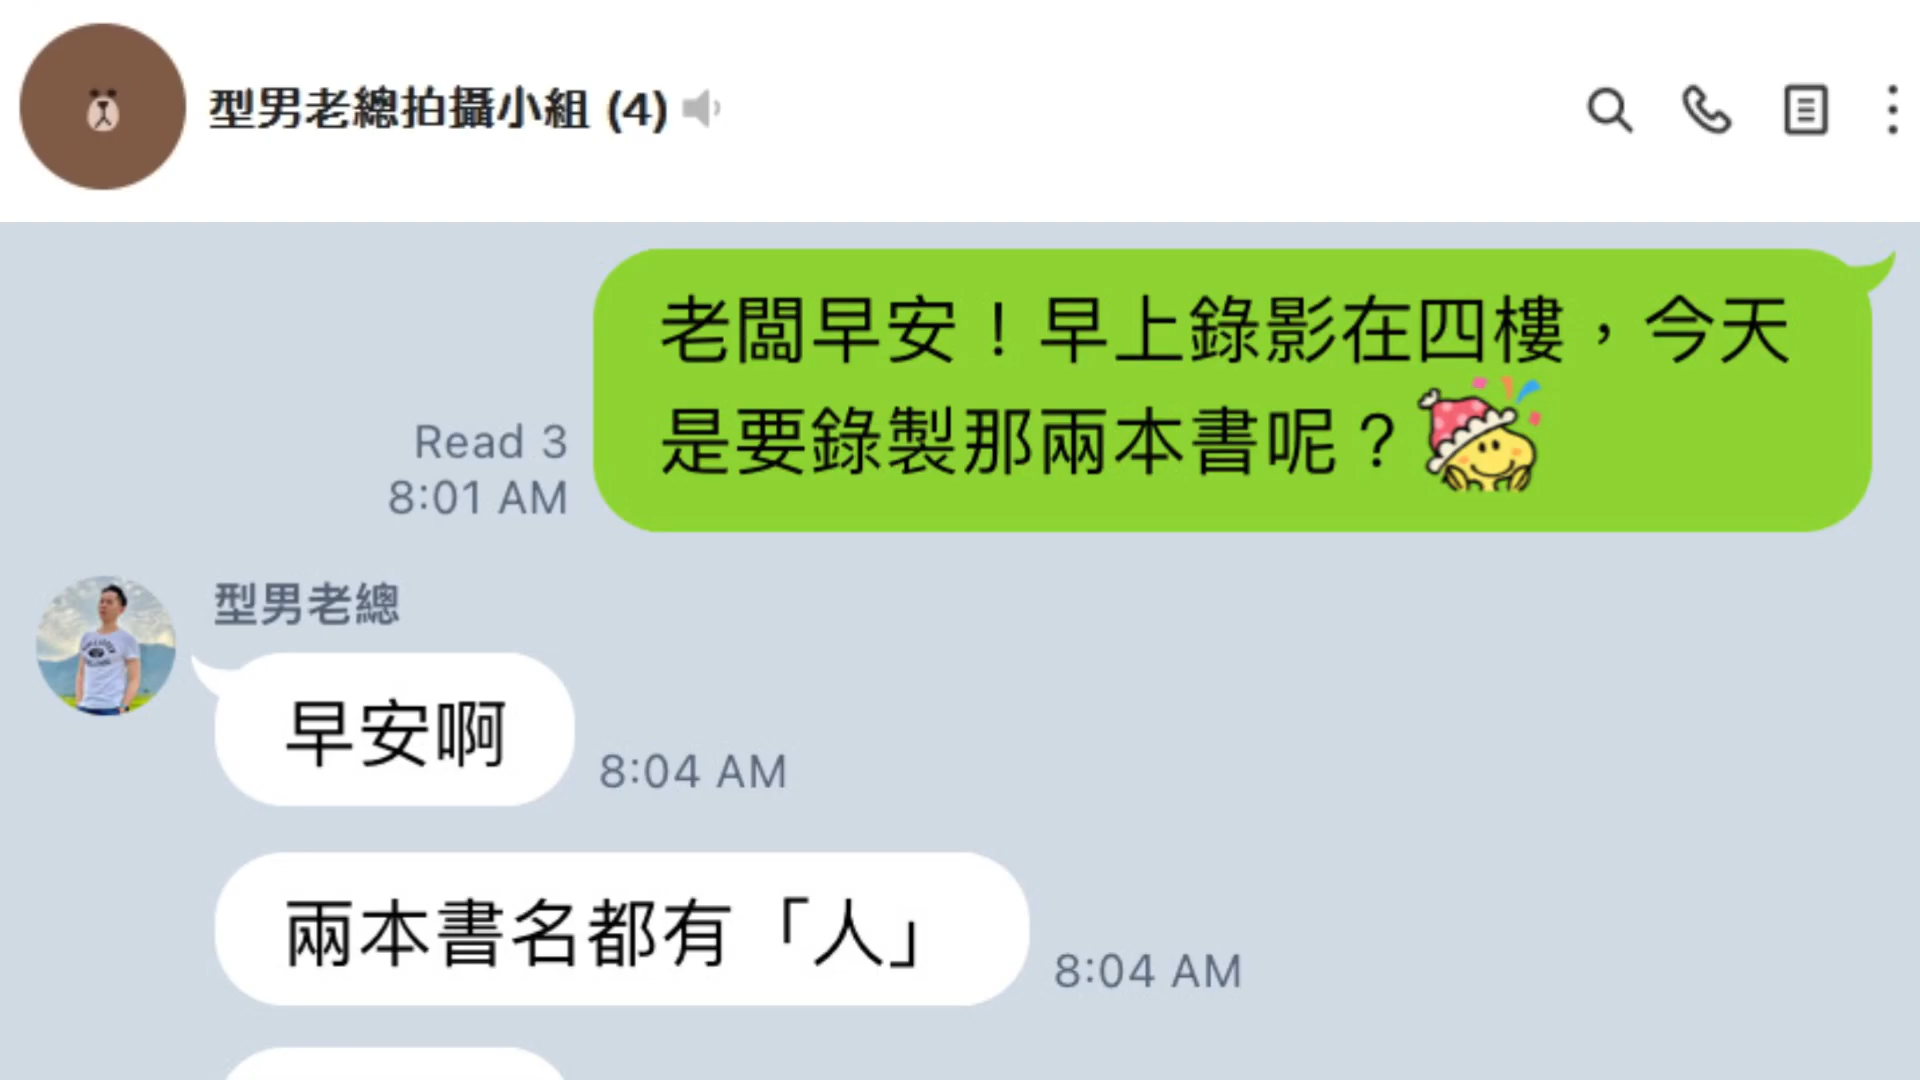 型男老總拍攝小組 (4)
老闆早安！早上錄影在四樓，今天
是要錄製那兩本書呢？
Read 3
8:01 AM
型男老總
早安啊
8:04 AM
兩本書名都有「人」
8:04 AM